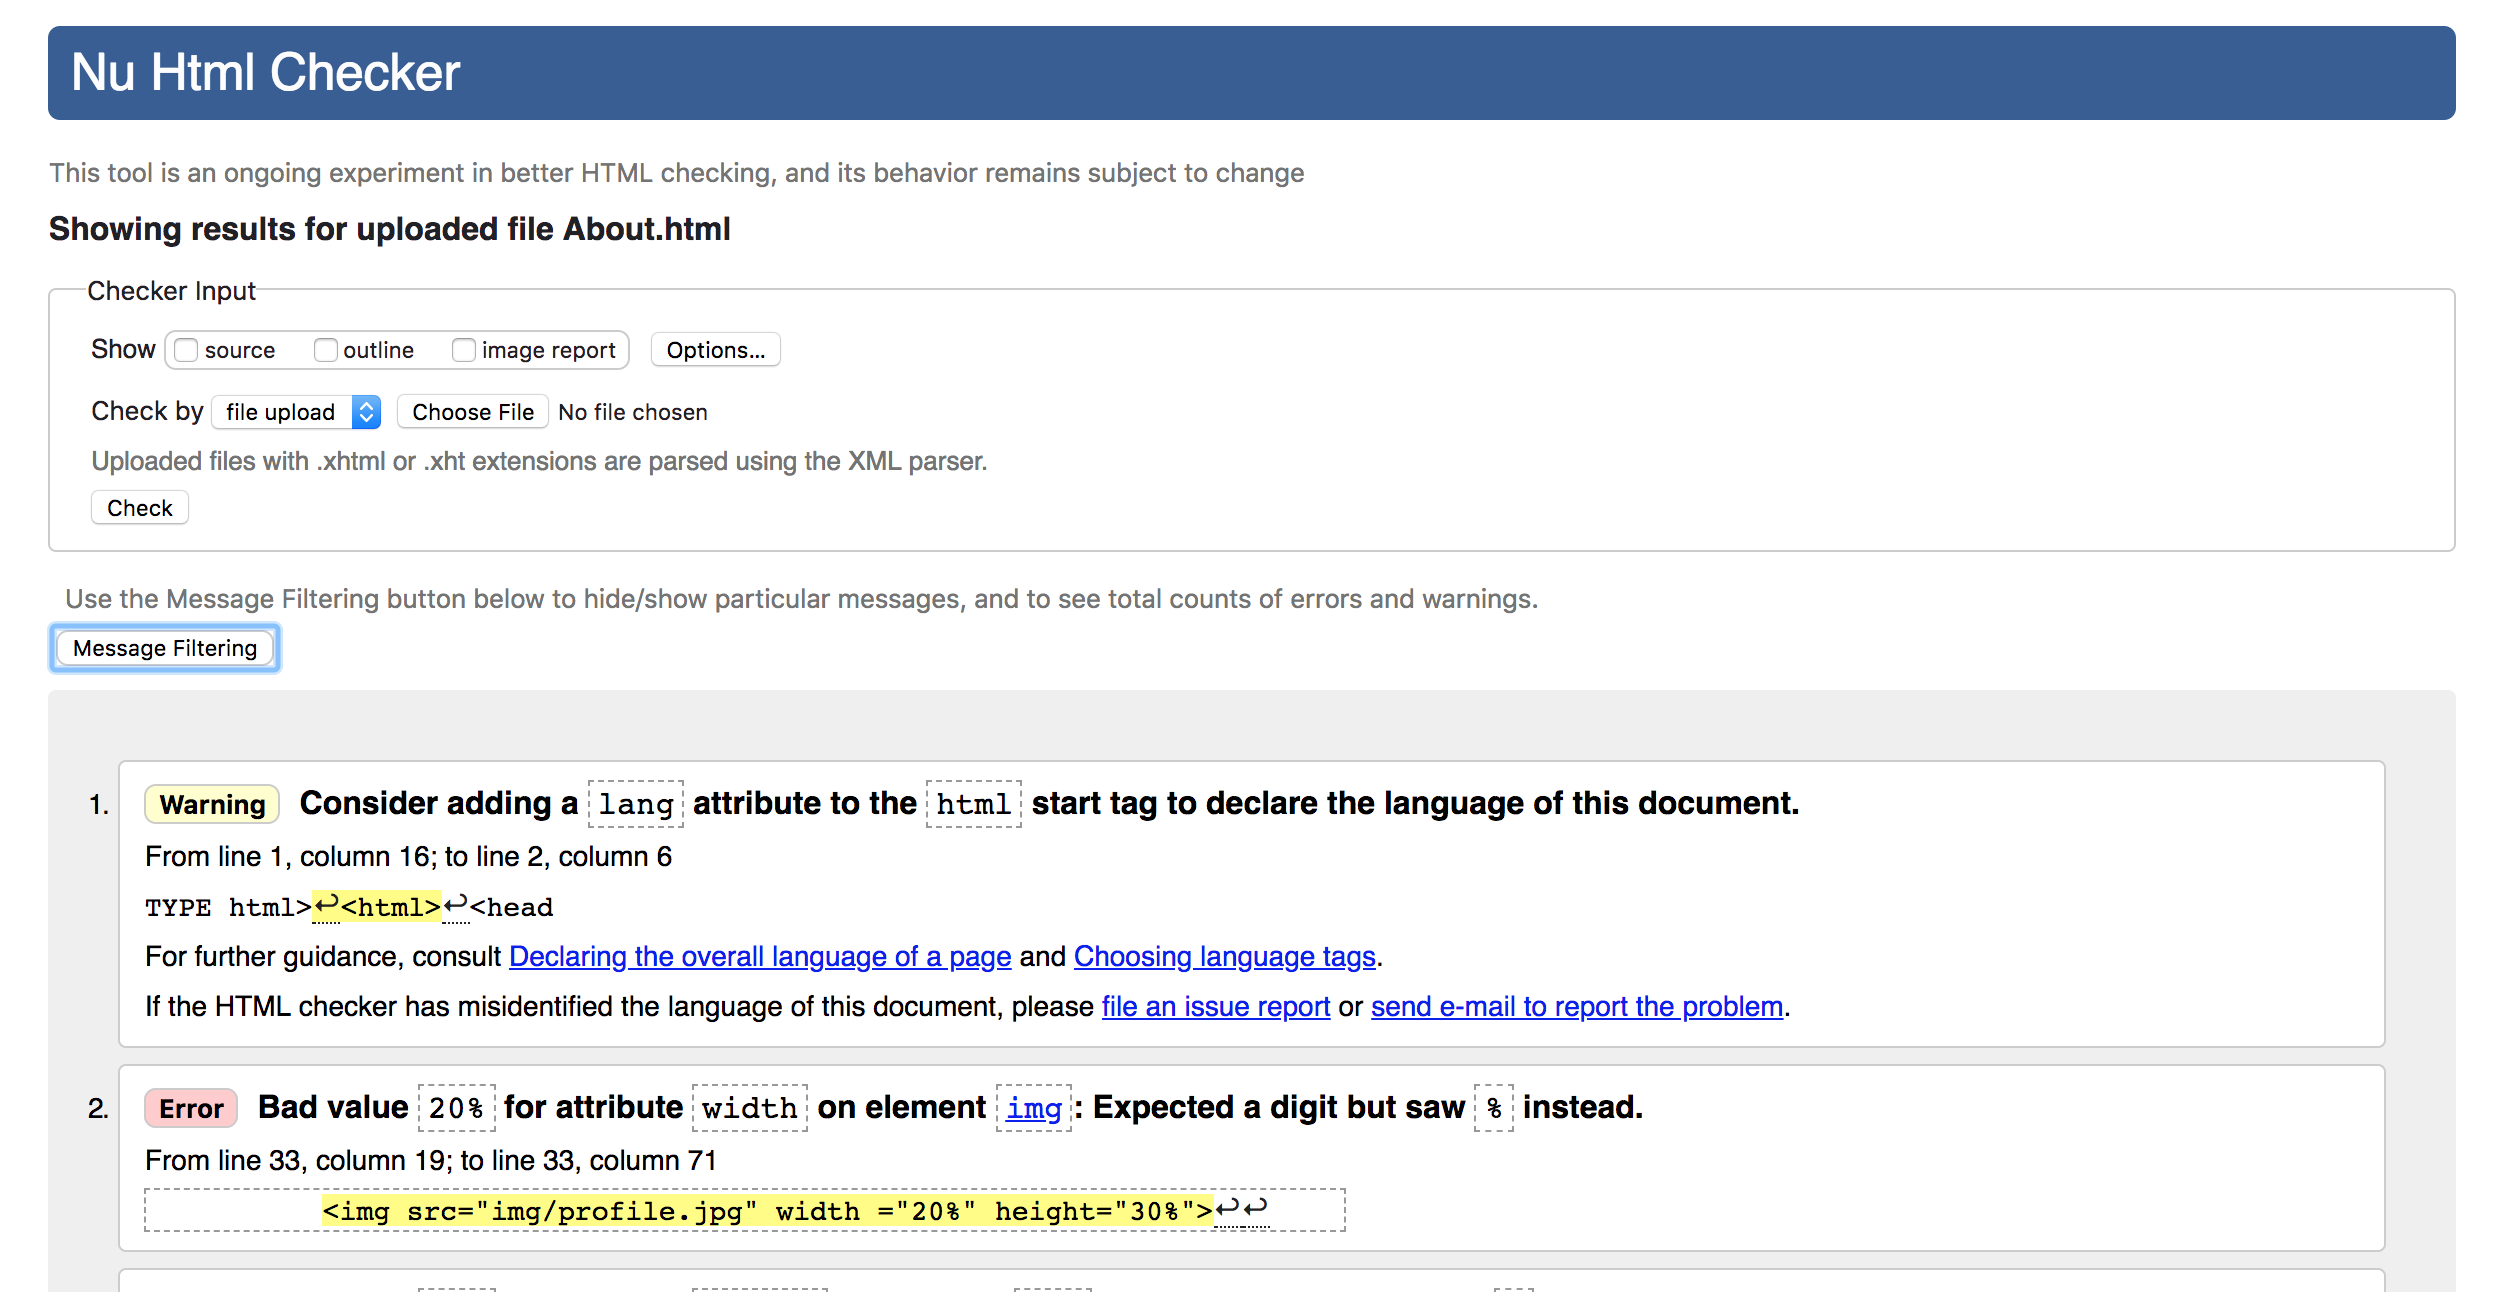 Nu Html Checker
This tool is an ongoing experiment in better HTML checking, and its behavior remains subject to change
Showing results for uploaded file About.html
Checker Input
Show source outline image report Options...
Check by file upload Choose File No file chosen
Uploaded files with .xhtml or .xht extensions are parsed using the XML parser.
Check
Use the Message Filtering button below to hide/show particular messages, and to see total counts of errors and warnings.
Message Filtering
1. Warning Consider adding a lang attribute to the html start tag to declare the language of this document.
From line 1, column 16; to line 2, column 6
TYPE html>↩<html>↩<head
For further guidance, consult Declaring the overall language of a page and Choosing language tags.
If the HTML checker has misidentified the language of this document, please file an issue report or send e-mail to report the problem.
2. Error Bad value 20% for attribute width on element img: Expected a digit but saw % instead.
From line 33, column 19; to line 33, column 71
<img src="img/profile.jpg" width ="20%" height="30%">↩↩